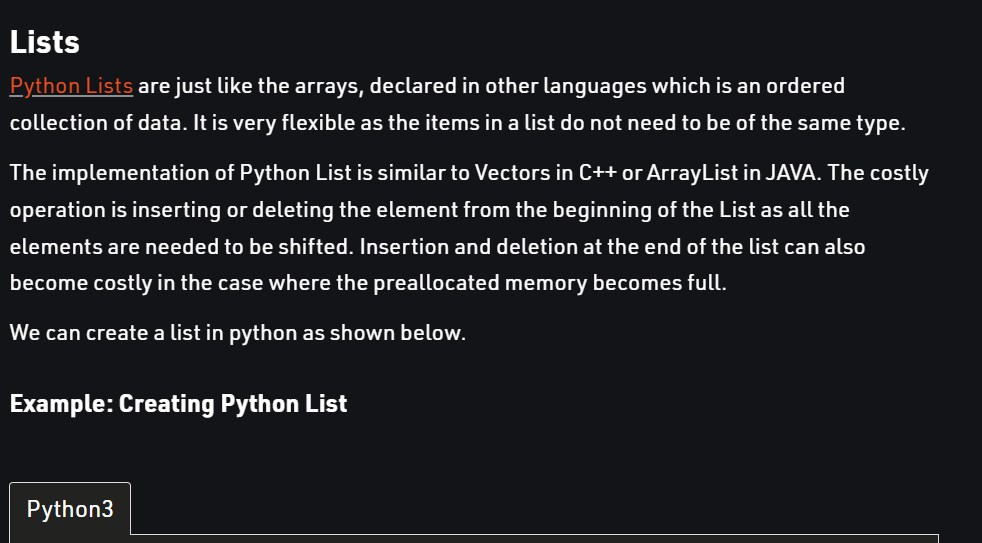 Lists
Python Lists are just like the arrays, declared in other languages which is an ordered
collection of data. It is very flexible as the items in a list do not need to be of the same type.
The implementation of Python List is similar to Vectors in C++ or ArrayList in JAVA. The costly
operation is inserting or deleting the element from the beginning of the List as all the
elements are needed to be shifted. Insertion and deletion at the end of the list can also
become costly in the case where the preallocated memory becomes full.
We can create a list in python as shown below.
Example: Creating Python List
Python3